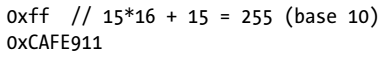 0xff  // 15*16 + 15 = 255 (base 10)
0xCAFE911